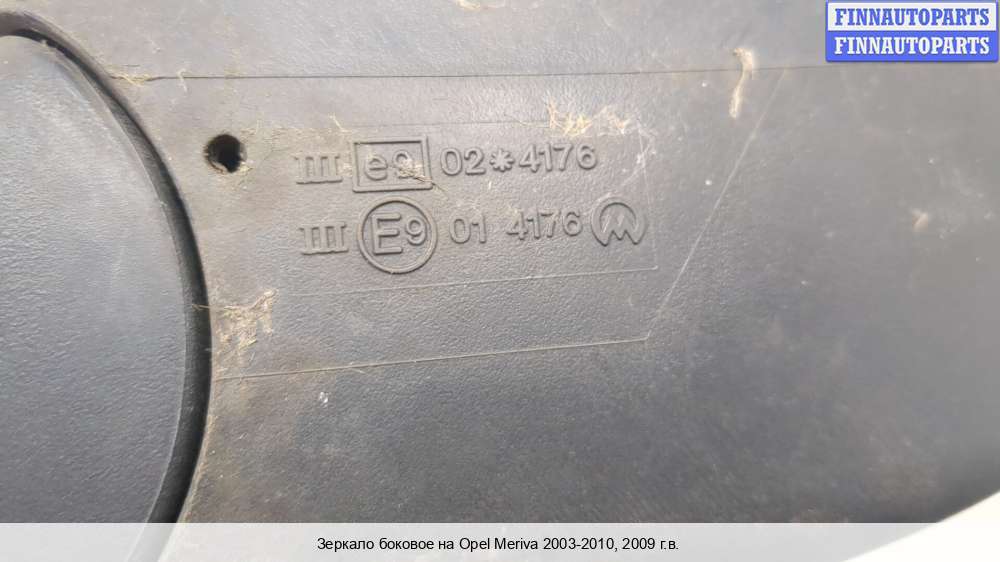 FINNAUTOPARTS
FINNAUTOPARTS
III e9 02*4176
III E9 01 4176
Зеркало боковое на Opel Meriva 2003-2010, 2009 г.в.